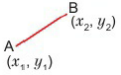 B
(x₂, y₂)
A
(x₁, y₁)